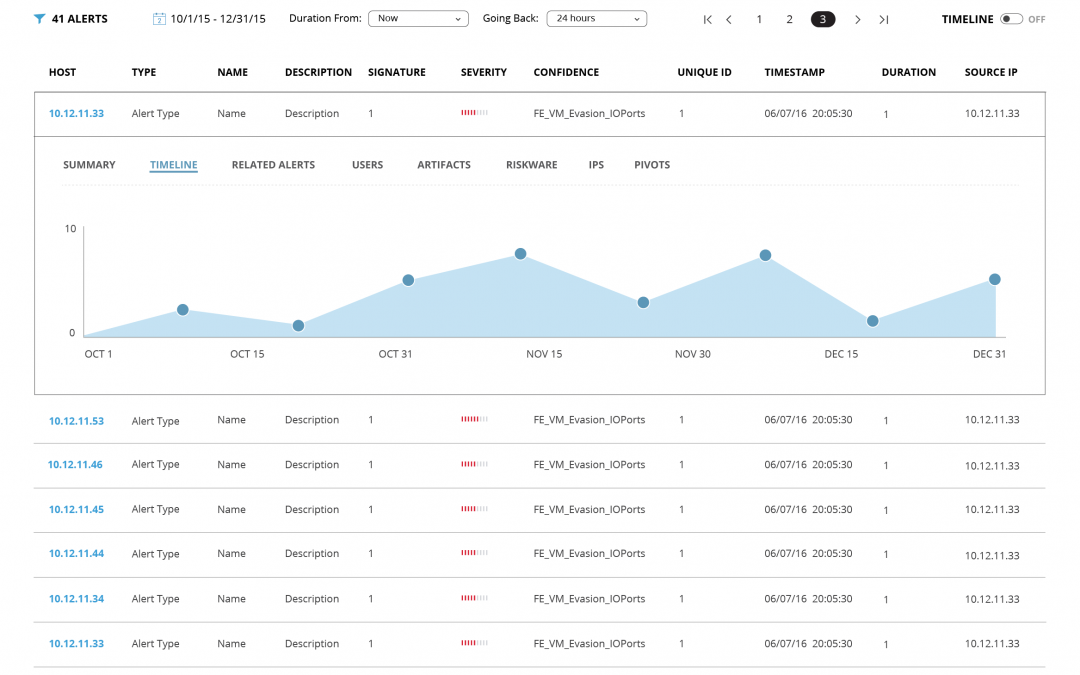 41 ALERTS 2 10/1/15 - 12/31/15 Duration From: Now Going Back: 24 hours 1 2 3 TIMELINE OFF
HOST TYPE NAME DESCRIPTION SIGNATURE SEVERITY CONFIDENCE UNIQUE ID TIMESTAMP DURATION SOURCE IP
10.12.11.33 Alert Type Name Description 1 FE_VM_Evasion_IOPorts 1 06/07/16 20:05:30 1 10.12.11.33
SUMMARY TIMELINE RELATED ALERTS USERS ARTIFACTS RISKWARE IPS PIVOTS
10
0
OCT 1 OCT 15 OCT 31 NOV 15 NOV 30 DEC 15 DEC 31
10.12.11.53 Alert Type Name Description 1 FE_VM_Evasion_IOPorts 1 06/07/16 20:05:30 1 10.12.11.33
10.12.11.46 Alert Type Name Description 1 FE_VM_Evasion_IOPorts 1 06/07/16 20:05:30 1 10.12.11.33
10.12.11.45 Alert Type Name Description 1 FE_VM_Evasion_IOPorts 1 06/07/16 20:05:30 1 10.12.11.33
10.12.11.44 Alert Type Name Description 1 FE_VM_Evasion_IOPorts 1 06/07/16 20:05:30 1 10.12.11.33
10.12.11.34 Alert Type Name Description 1 FE_VM_Evasion_IOPorts 1 06/07/16 20:05:30 1 10.12.11.33
10.12.11.33 Alert Type Name Description 1 FE_VM_Evasion_IOPorts 1 06/07/16 20:05:30 1 10.12.11.33